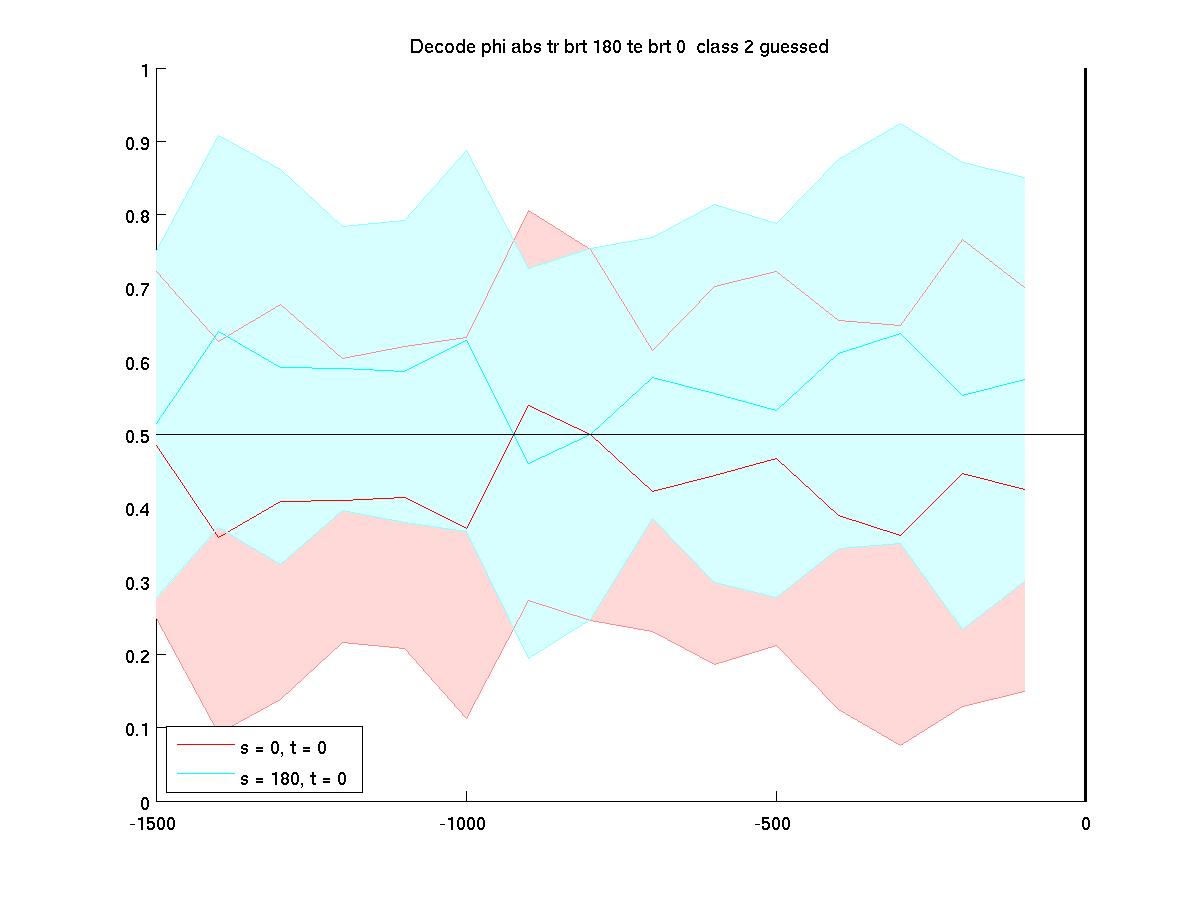 Decode phi abs tr brt 180 te brt 0  class 2 guessed
1
0.9
0.8
0.7
0.6
0.5
0.4
0.3
0.2
0.1
0
s = 0, t = 0
s = 180, t = 0
-1500 -1000 -500 0